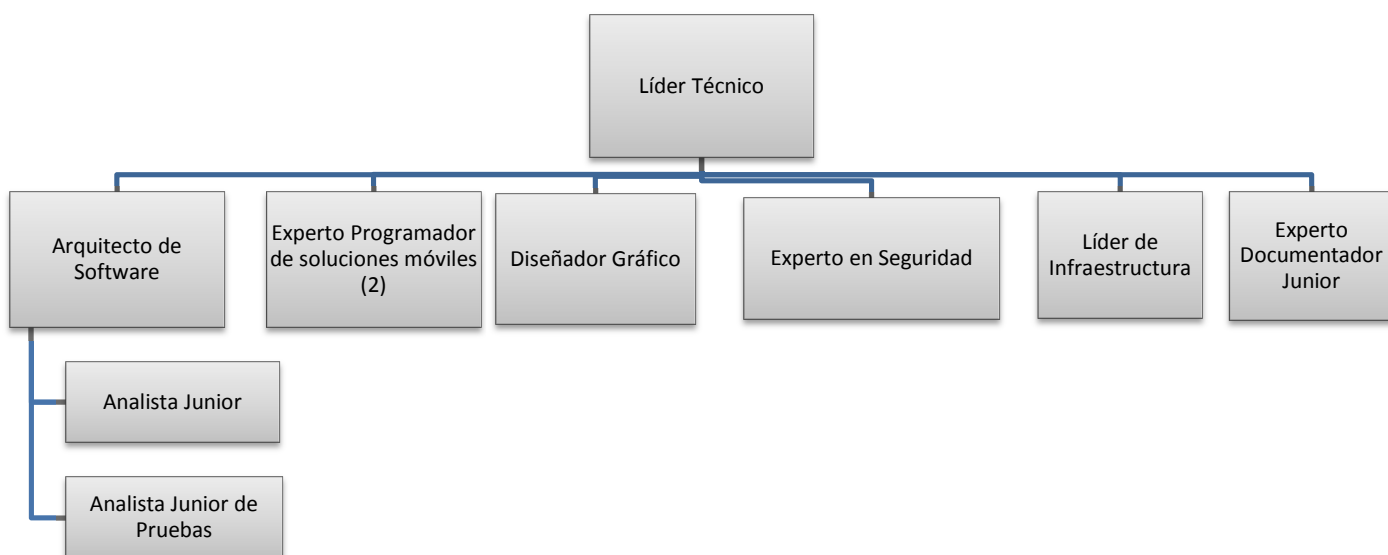 Líder Técnico
Arquitecto de
Software
Experto Programador
de soluciones móviles
(2)
Diseñador Gráfico
Experto en Seguridad
Líder de
Infraestructura
Experto
Documentador
Junior
Analista Junior
Analista Junior de
Pruebas